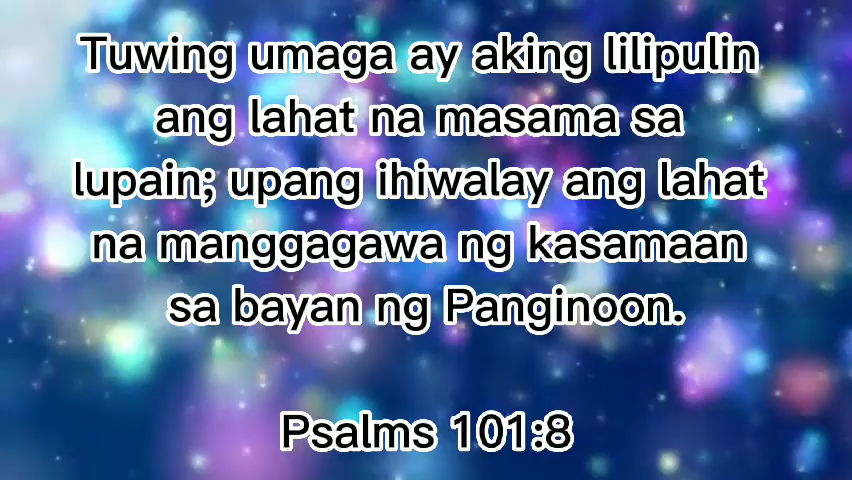 Tuwing umaga ay aking lilipulin
ang lahat na masama sa
lupain; upang ihiwalay ang lahat
na manggagawa ng kasamaan
sa bayan ng Panginoon.
Psalms 101:8